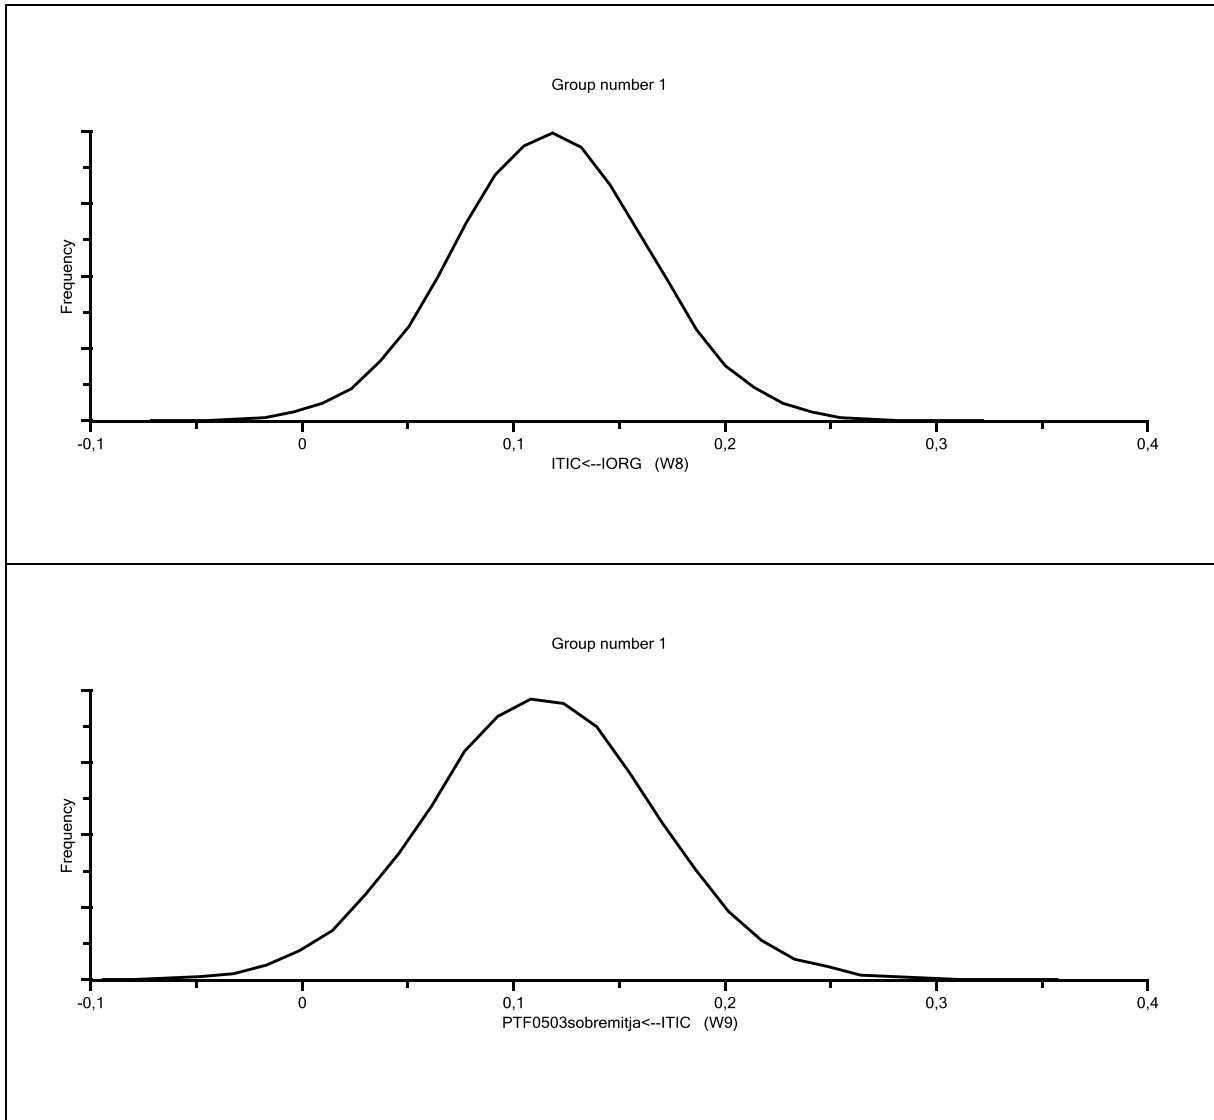 Group number 1
Frequency
-0,1 0 0,1 0,2 0,3 0,4
ITIC<--IORG (W8)
Group number 1
Frequency
-0,1 0 0,1 0,2 0,3 0,4
PTF0503sobremitja<--ITIC (W9)